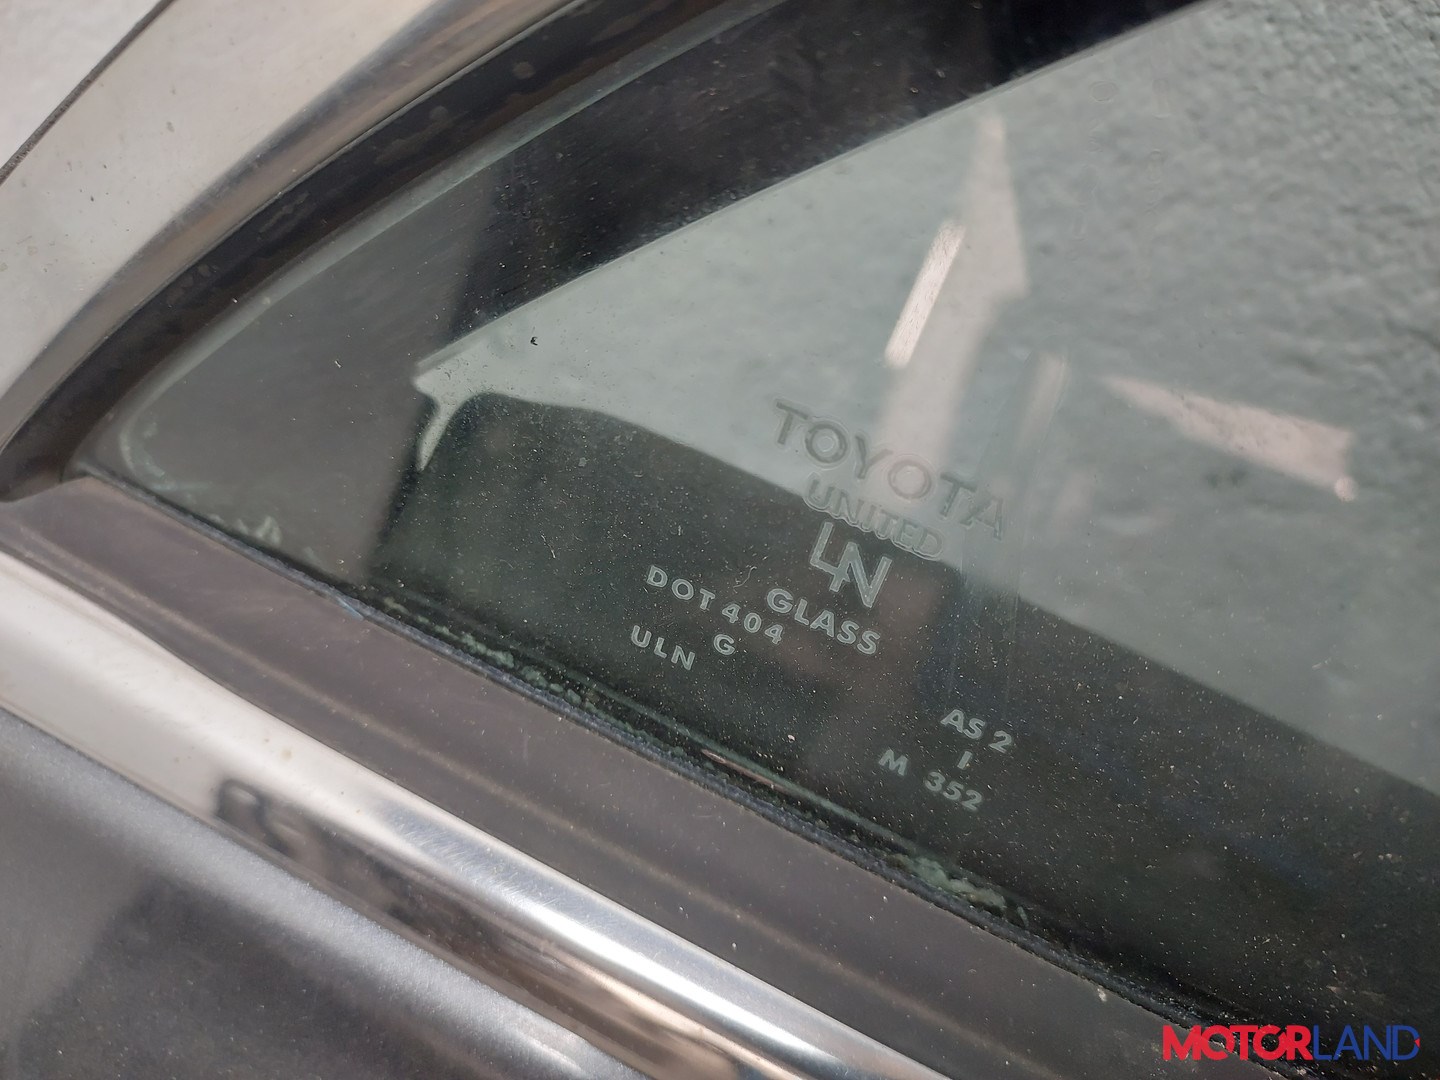 TOYOTA
UNITED
LN
GLASS
DOT 404
G
ULN
AS 2
I
M 352
MOTORLAND